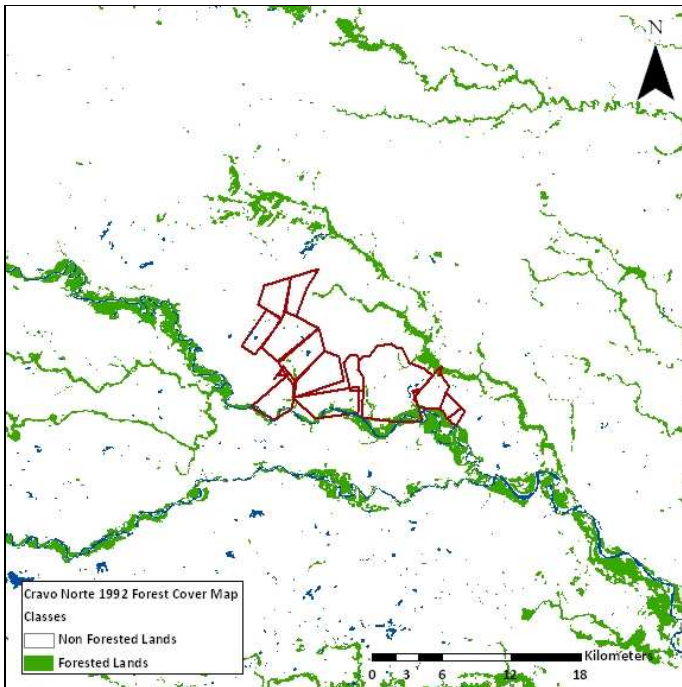 N
Cravo Norte 1992 Forest Cover Map
Classes
Non Forested Lands
Forested Lands
Kilometers
0 3 6 12 18